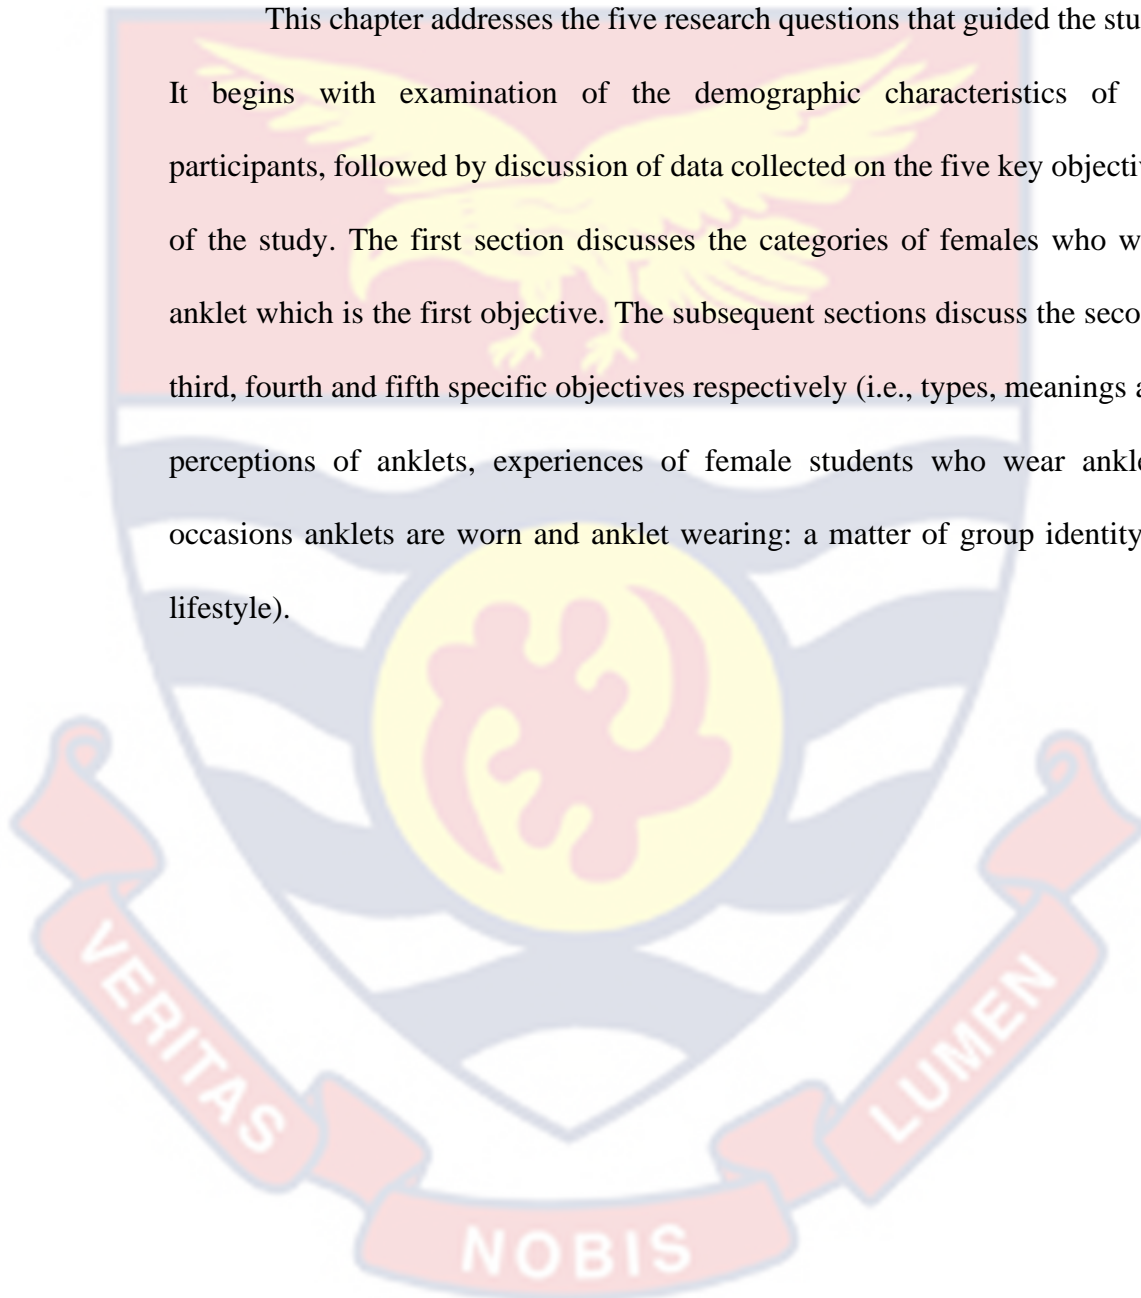 This chapter addresses the five research questions that guided the stu
It begins with examination of the demographic characteristics of
participants, followed by discussion of data collected on the five key objectiv
of the study. The first section discusses the categories of females who w
anklet which is the first objective. The subsequent sections discuss the seco
third, fourth and fifth specific objectives respectively (i.e., types, meanings a
perceptions of anklets, experiences of female students who wear ankle
occasions anklets are worn and anklet wearing: a matter of group identity
lifestyle).
VERITAS
NOBIS
LUMEN